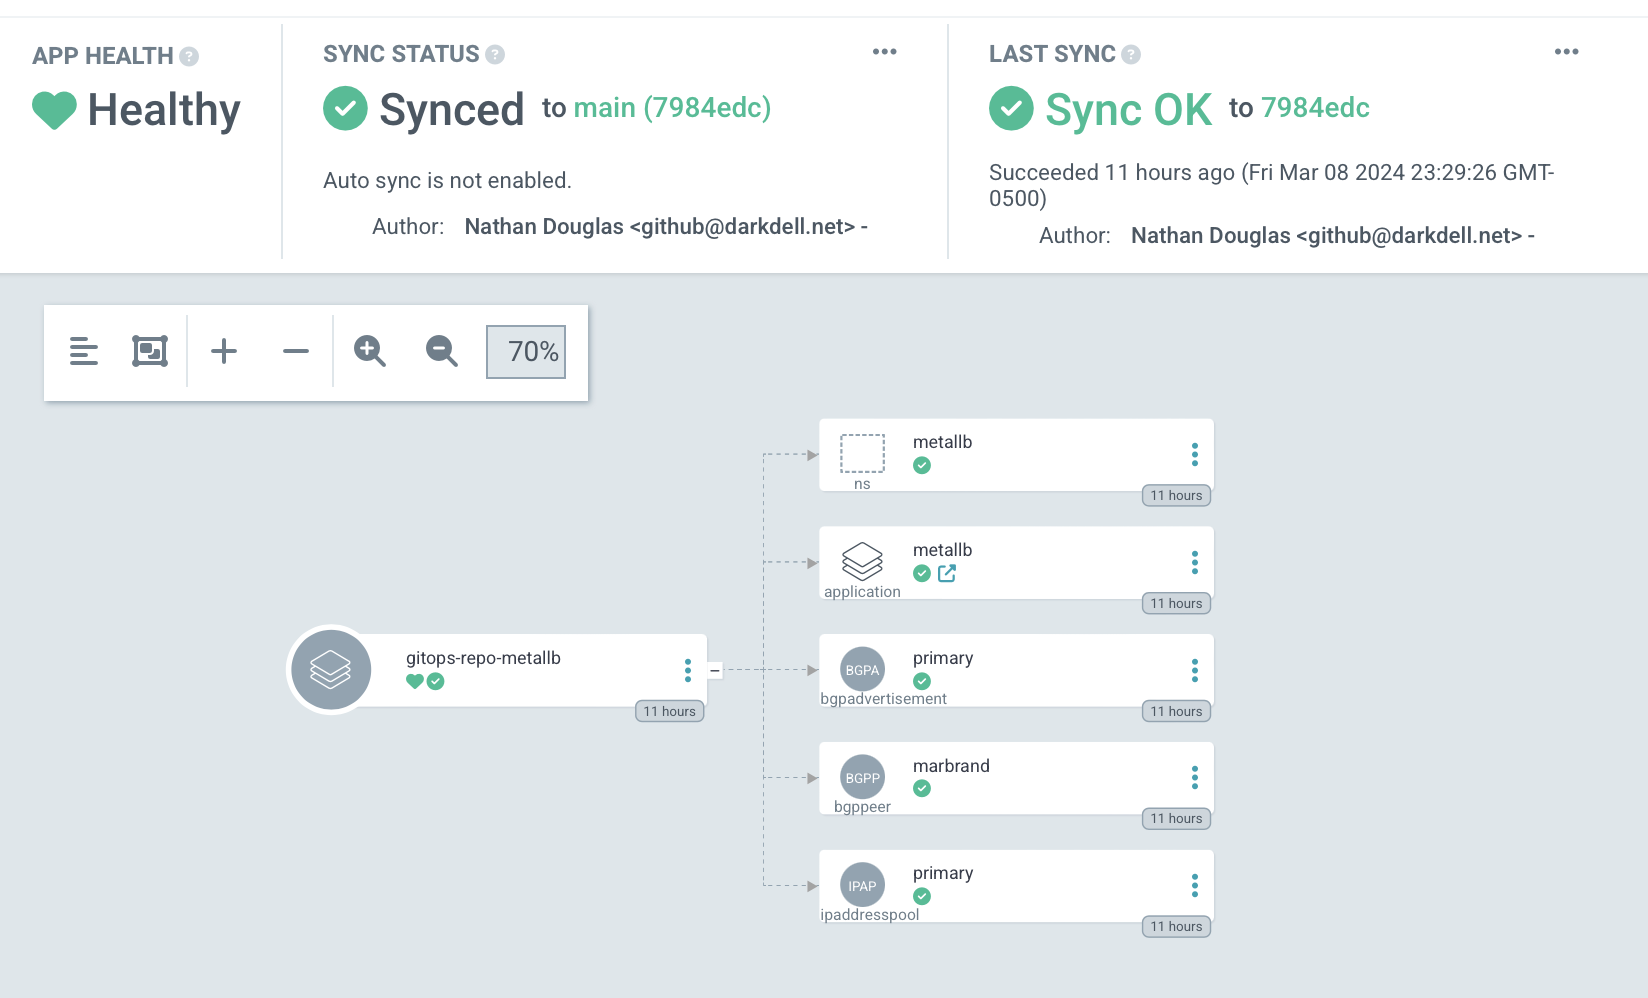 APP HEALTH ?
Healthy
SYNC STATUS ?
Synced to main (7984edc)
Auto sync is not enabled.
Author: Nathan Douglas <github@darkdell.net> -
LAST SYNC ?
Sync OK to 7984edc
Succeeded 11 hours ago (Fri Mar 08 2024 23:29:26 GMT-
0500)
Author: Nathan Douglas <github@darkdell.net> -
70%
gitops-repo-metallb
11 hours
metallb
ns
11 hours
metallb
application
11 hours
BGPA
primary
bgpadvertisement
11 hours
BGPP
marbrand
bgppeer
11 hours
IPAP
primary
ipaddresspool
11 hours